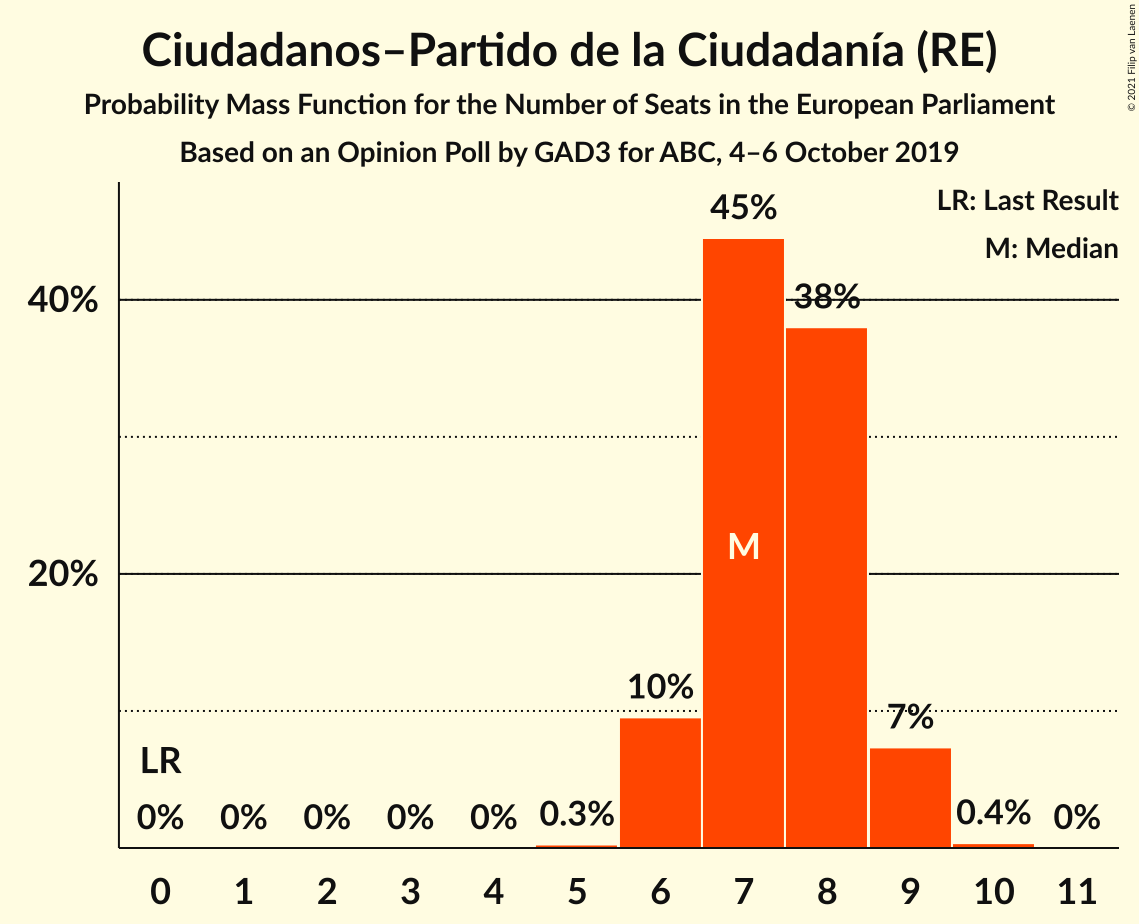 Ciudadanos–Partido de la Ciudadanía (RE)
Probability Mass Function for the Number of Seats in the European Parliament
Based on an Opinion Poll by GAD3 for ABC, 4–6 October 2019
© 2021 Filip van Laenen
LR: Last Result
M: Median
45%
38%
40%
M
20%
10%
7%
LR
0% 0% 0% 0% 0% 0.3% 0.4% 0%
0 1 2 3 4 5 6 7 8 9 10 11